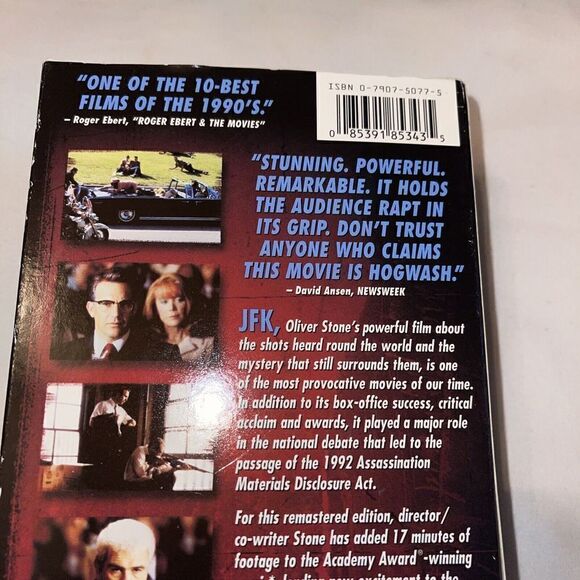 "ONE OF THE 10-BEST
FILMS OF THE 1990'S."
– Roger Ebert, "ROGER EBERT & THE MOVIES"
ISBN 0-7907-5077-5
0 85391 85343 5
"STUNNING. POWERFUL.
REMARKABLE. IT HOLDS
THE AUDIENCE RAPT IN
ITS GRIP. DON'T TRUST
ANYONE WHO CLAIMS
THIS MOVIE IS HOGWASH."
– David Ansen, NEWSWEEK
JFK, Oliver Stone's powerful film about
the shots heard round the world and the
mystery that still surrounds them, is one
of the most provocative movies of our time.
In addition to its box-office success, critical
acclaim and awards, it played a major role
in the national debate that led to the
passage of the 1992 Assassination
Materials Disclosure Act.
For this remastered edition, director/
co-writer Stone has added 17 minutes of
footage to the Academy Award®-winning
new excitement to the